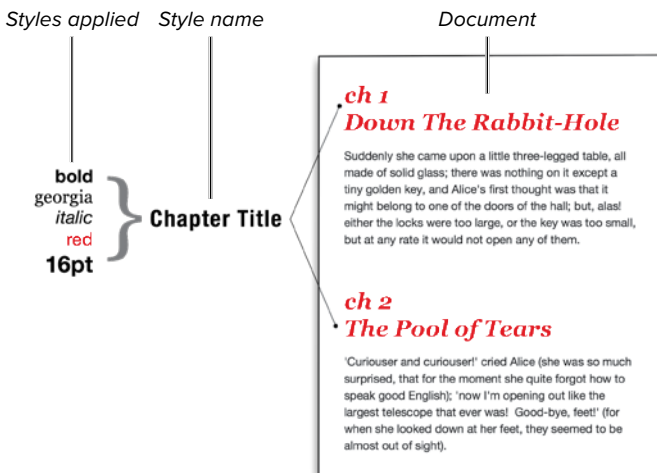 Styles applied
Style name
Document
bold
georgia
italic
red
16pt
Chapter Title
ch 1
Down The Rabbit-Hole
Suddenly she came upon a little three-legged table, all
made of solid glass; there was nothing on it except a
tiny golden key, and Alice's first thought was that it
might belong to one of the doors of the hall; but, alas!
either the locks were too large, or the key was too small,
but at any rate it would not open any of them.
ch 2
The Pool of Tears
'Curiouser and curiouser!' cried Alice (she was so much
surprised, that for the moment she quite forgot how to
speak good English); 'now I'm opening out like the
largest telescope that ever was!  Good-bye, feet!' (for
when she looked down at her feet, they seemed to be
almost out of sight).